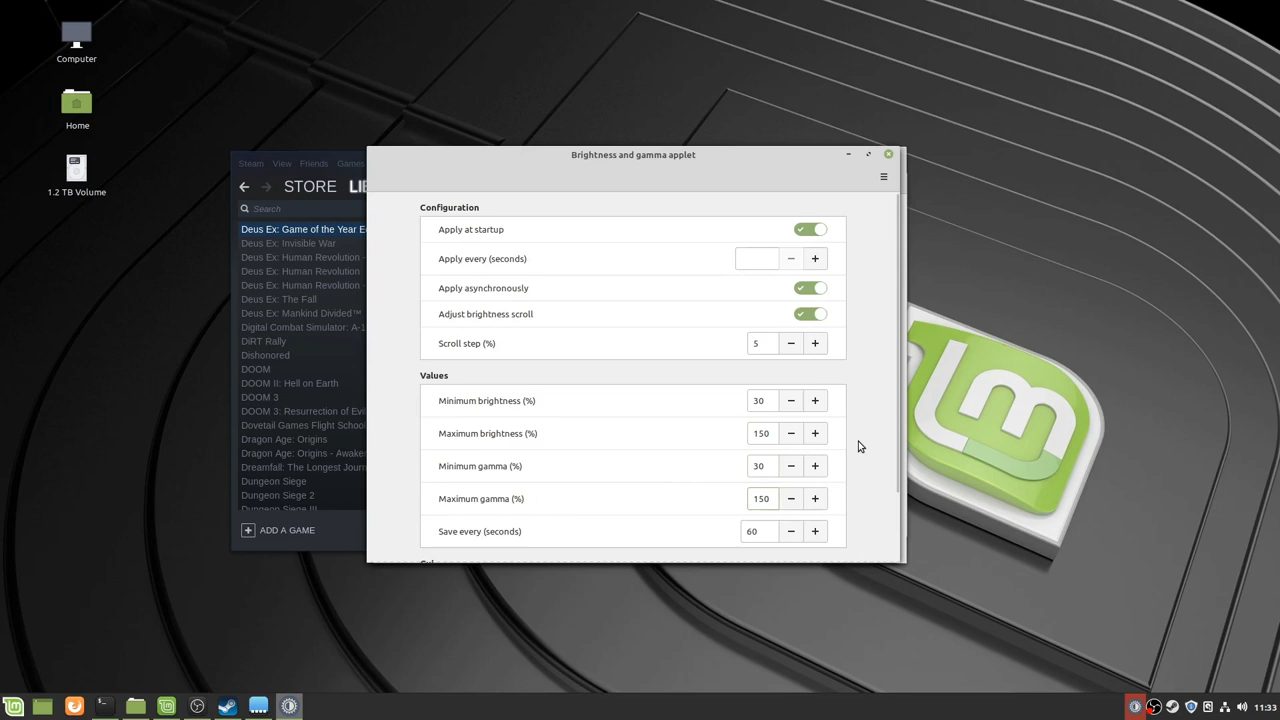 Computer
Home
1.2 TB Volume
Steam View Friends Games
STORE
Search
Deus Ex: Game of the Year E
Deus Ex: Invisible War
Deus Ex: Human Revolution -
Deus Ex: Human Revolution
Deus Ex: Human Revolution -
Deus Ex: The Fall
Deus Ex: Mankind Divided™
Digital Combat Simulator: A-1
DiRT Rally
Dishonored
DOOM
DOOM II: Hell on Earth
DOOM 3
DOOM 3: Resurrection of Evil
Dovetail Games Flight School
Dragon Age: Origins
Dragon Age: Origins - Awaken
Dreamfall: The Longest Journ
Dungeon Siege
Dungeon Siege 2
Dungeon Siege III
ADD A GAME
Brightness and gamma applet
Configuration
Apply at startup
Apply every (seconds)
Apply asynchronously
Adjust brightness scroll
Scroll step (%) 5
Values
Minimum brightness (%) 30
Maximum brightness (%) 150
Minimum gamma (%) 30
Maximum gamma (%) 150
Save every (seconds) 60
11:33